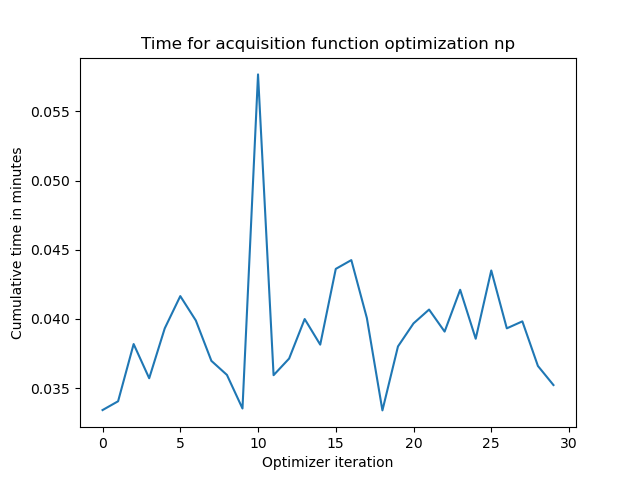 Time for acquisition function optimization np
Cumulative time in minutes
0.055
0.050
0.045
0.040
0.035
0 5 10 15 20 25 30
Optimizer iteration